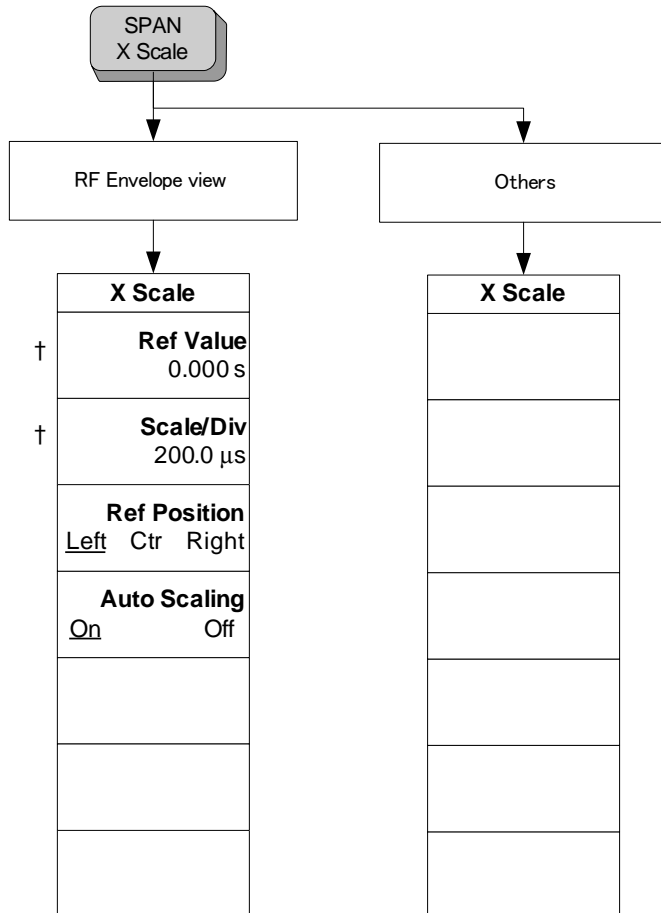 SPAN
X Scale
RF Envelope view
Others
X Scale
† Ref Value
0.000 s
† Scale/Div
200.0 μs
Ref Position
Left Ctr Right
Auto Scaling
On Off
X Scale